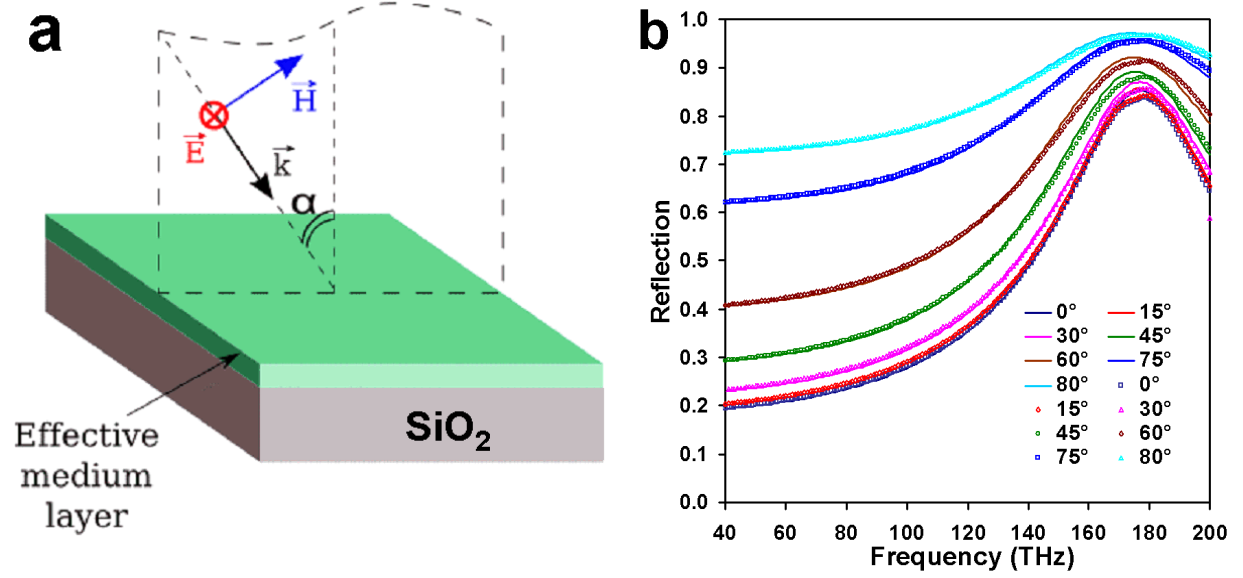 a
H
E
k
α
SiO₂
Effective
medium
layer
b
1.0
0.9
0.8
0.7
0.6
0.5
0.4
0.3
0.2
0.1
0.0
Reflection
40 60 80 100 120 140 160 180 200
Frequency (THz)
0° 15°
30° 45°
60° 75°
80° 0°
15° 30°
45° 60°
75° 80°